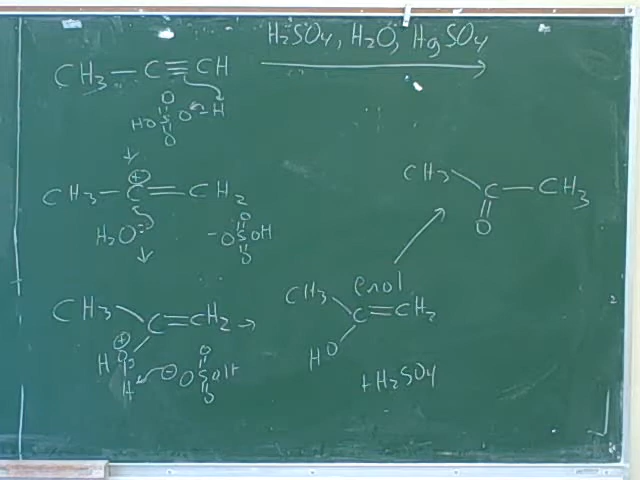 H₂SO₄, H₂O, HgSO₄
CH₃—C≡CH
O
HO S O—H
O
CH₃—C=CH₂
⊕
H₂O:
O
-OSOH
O
CH₃
C=CH₂
⊕
H O
H
⊖ O S OH
O
O
CH₃ enol
C=CH₂
HO
+ H₂SO₄
CH₃
C—CH₃
O